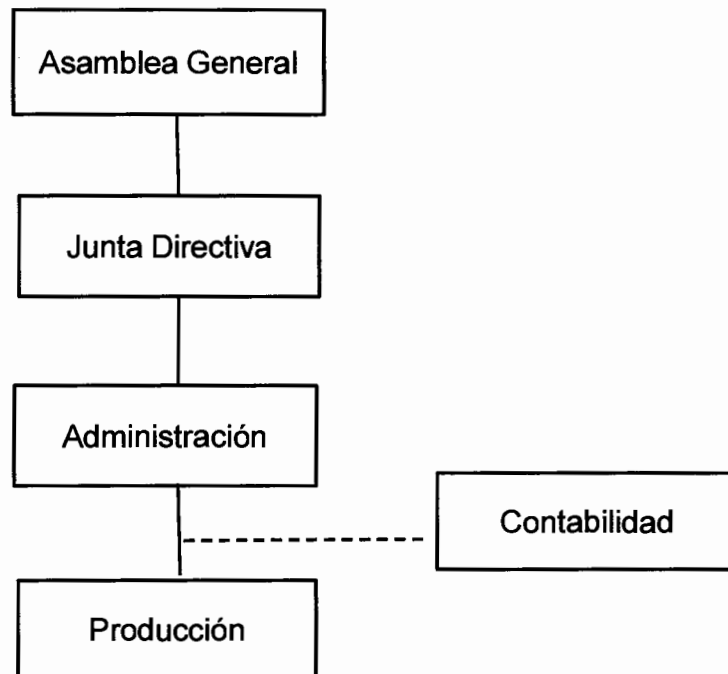 Asamblea General
Junta Directiva
Administración
Contabilidad
Producción